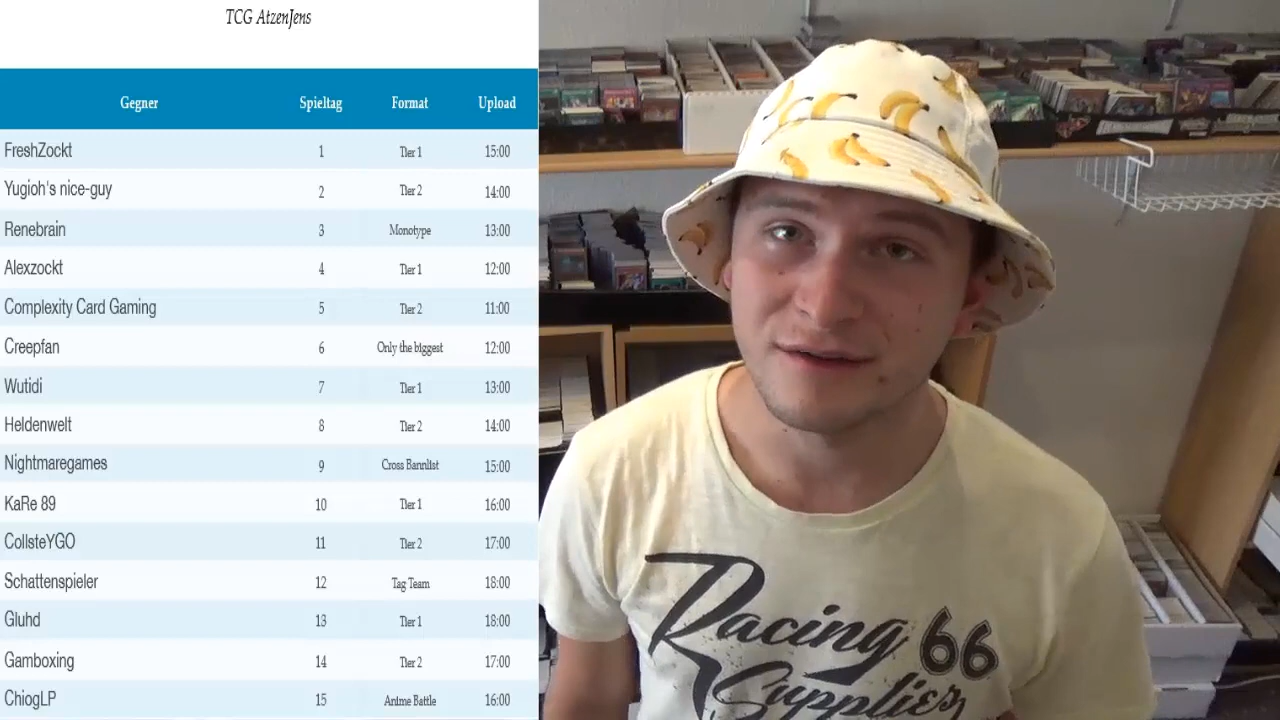 TCG AtzenJens
Gegner Spieltag Format Upload
FreshZockt 1 Tier 1 15:00
Yugioh's nice-guy 2 Tier 2 14:00
Renebrain 3 Monotype 13:00
Alexzockt 4 Tier 1 12:00
Complexity Card Gaming 5 Tier 2 11:00
Creepfan 6 Only the biggest 12:00
Wutidi 7 Tier 1 13:00
Heldenwelt 8 Tier 2 14:00
Nightmaregames 9 Cross Bannlist 15:00
KaRe 89 10 Tier 1 16:00
CollsteYGO 11 Tier 2 17:00
Schattenspieler 12 Tag Team 18:00
Gluhd 13 Tier 1 18:00
Gamboxing 14 Tier 2 17:00
ChiogLP 15 Anime Battle 16:00
Racing 66
Supplies